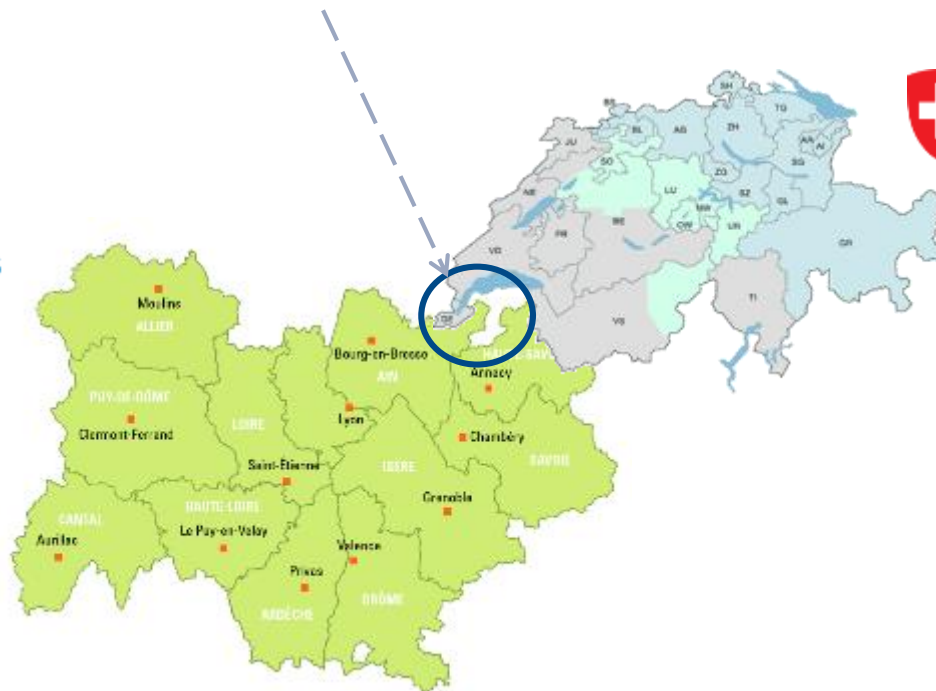 SH
BS
TG
BL
AG
ZH
JU
AI
SO
SG
ZG
LU
SZ
NE
NW
GL
OW
UR
BE
FR
GR
VD
TI
GE
VS
Moulins
ALLIER
Bourg-en-Bresse
HAUTE-SAV
AIN
Annecy
PUY-DE-DÔME
Lyon
Clermont-Ferrand
LOIRE
Chambéry
Saint-Étienne
ISÈRE
SAVOIE
Grenoble
HAUTE-LOIRE
CANTAL
Le Puy-en-Velay
Aurillac
Valence
Privas
DRÔME
ARDÈCHE